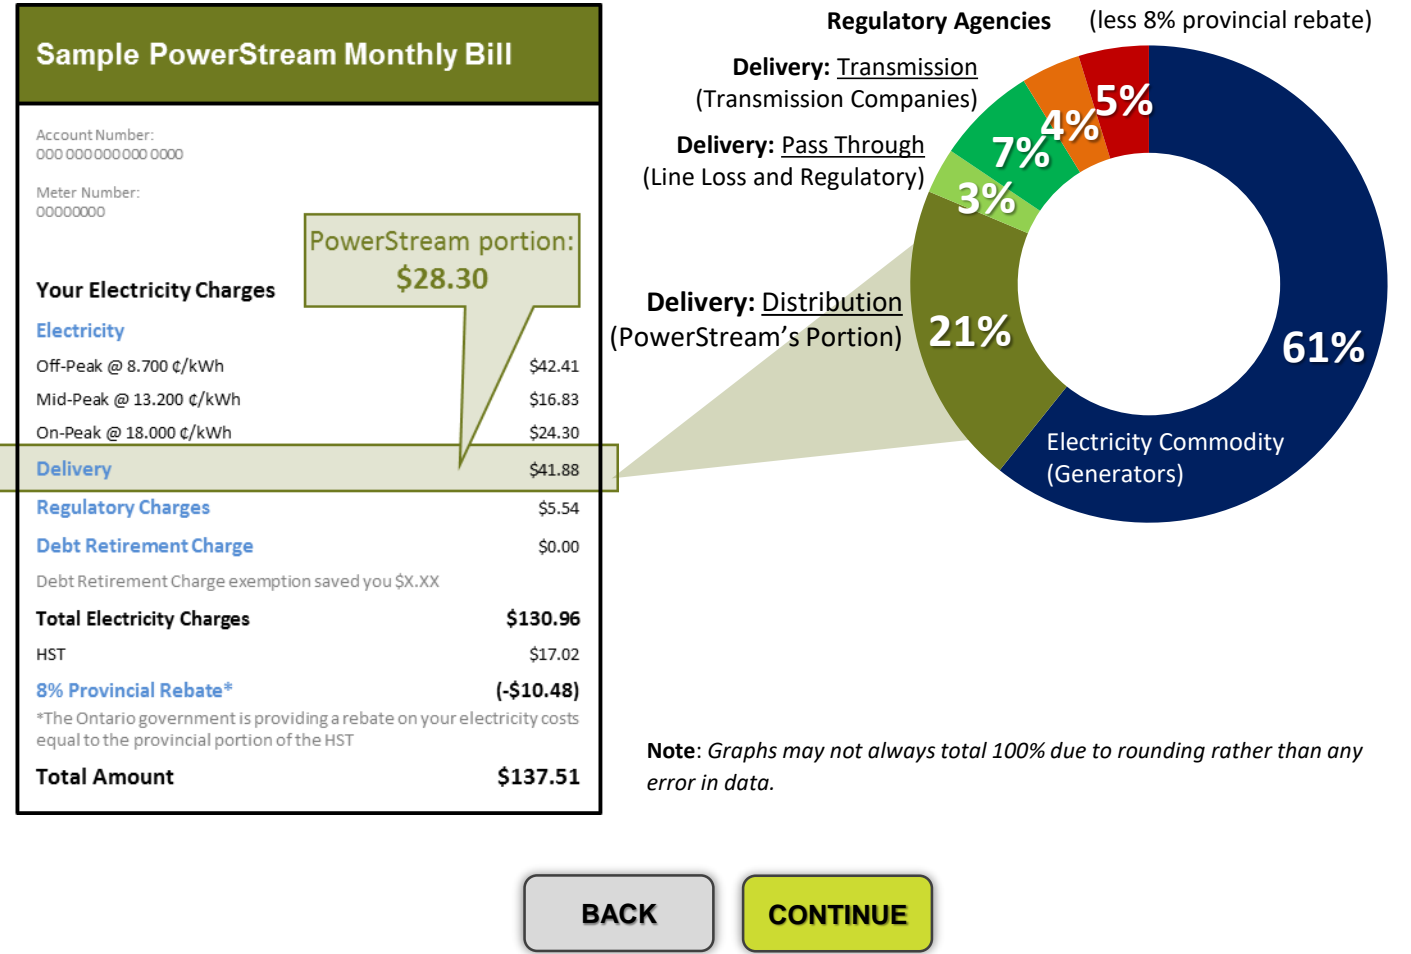 Sample PowerStream Monthly Bill
Account Number:
000 000 000 000 0000
Meter Number:
00000000
PowerStream portion:
$28.30
Your Electricity Charges
Electricity
Off-Peak @ 8.700 ¢/kWh $42.41
Mid-Peak @ 13.200 ¢/kWh $16.83
On-Peak @ 18.000 ¢/kWh $24.30
Delivery $41.88
Regulatory Charges $5.54
Debt Retirement Charge $0.00
Debt Retirement Charge exemption saved you $X.XX
Total Electricity Charges $130.96
HST $17.02
8% Provincial Rebate* (-$10.48)
*The Ontario government is providing a rebate on your electricity costs
equal to the provincial portion of the HST
Total Amount $137.51
Regulatory Agencies (less 8% provincial rebate)
Delivery: Transmission
(Transmission Companies)
Delivery: Pass Through
(Line Loss and Regulatory)
Delivery: Distribution
(PowerStream's Portion)
5%
4%
7%
3%
21%
61%
Electricity Commodity
(Generators)
Note: Graphs may not always total 100% due to rounding rather than any
error in data.
BACK
CONTINUE